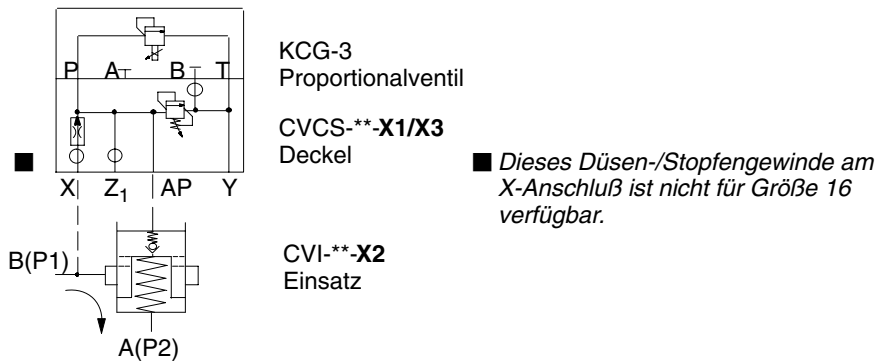 P A B T
KCG-3
Proportionalventil
CVCS-**-X1/X3
Deckel
X Z1 AP Y
■ Dieses Düsen-/Stopfengewinde am
X-Anschluß ist nicht für Größe 16
verfügbar.
B(P1)
CVI-**-X2
Einsatz
A(P2)